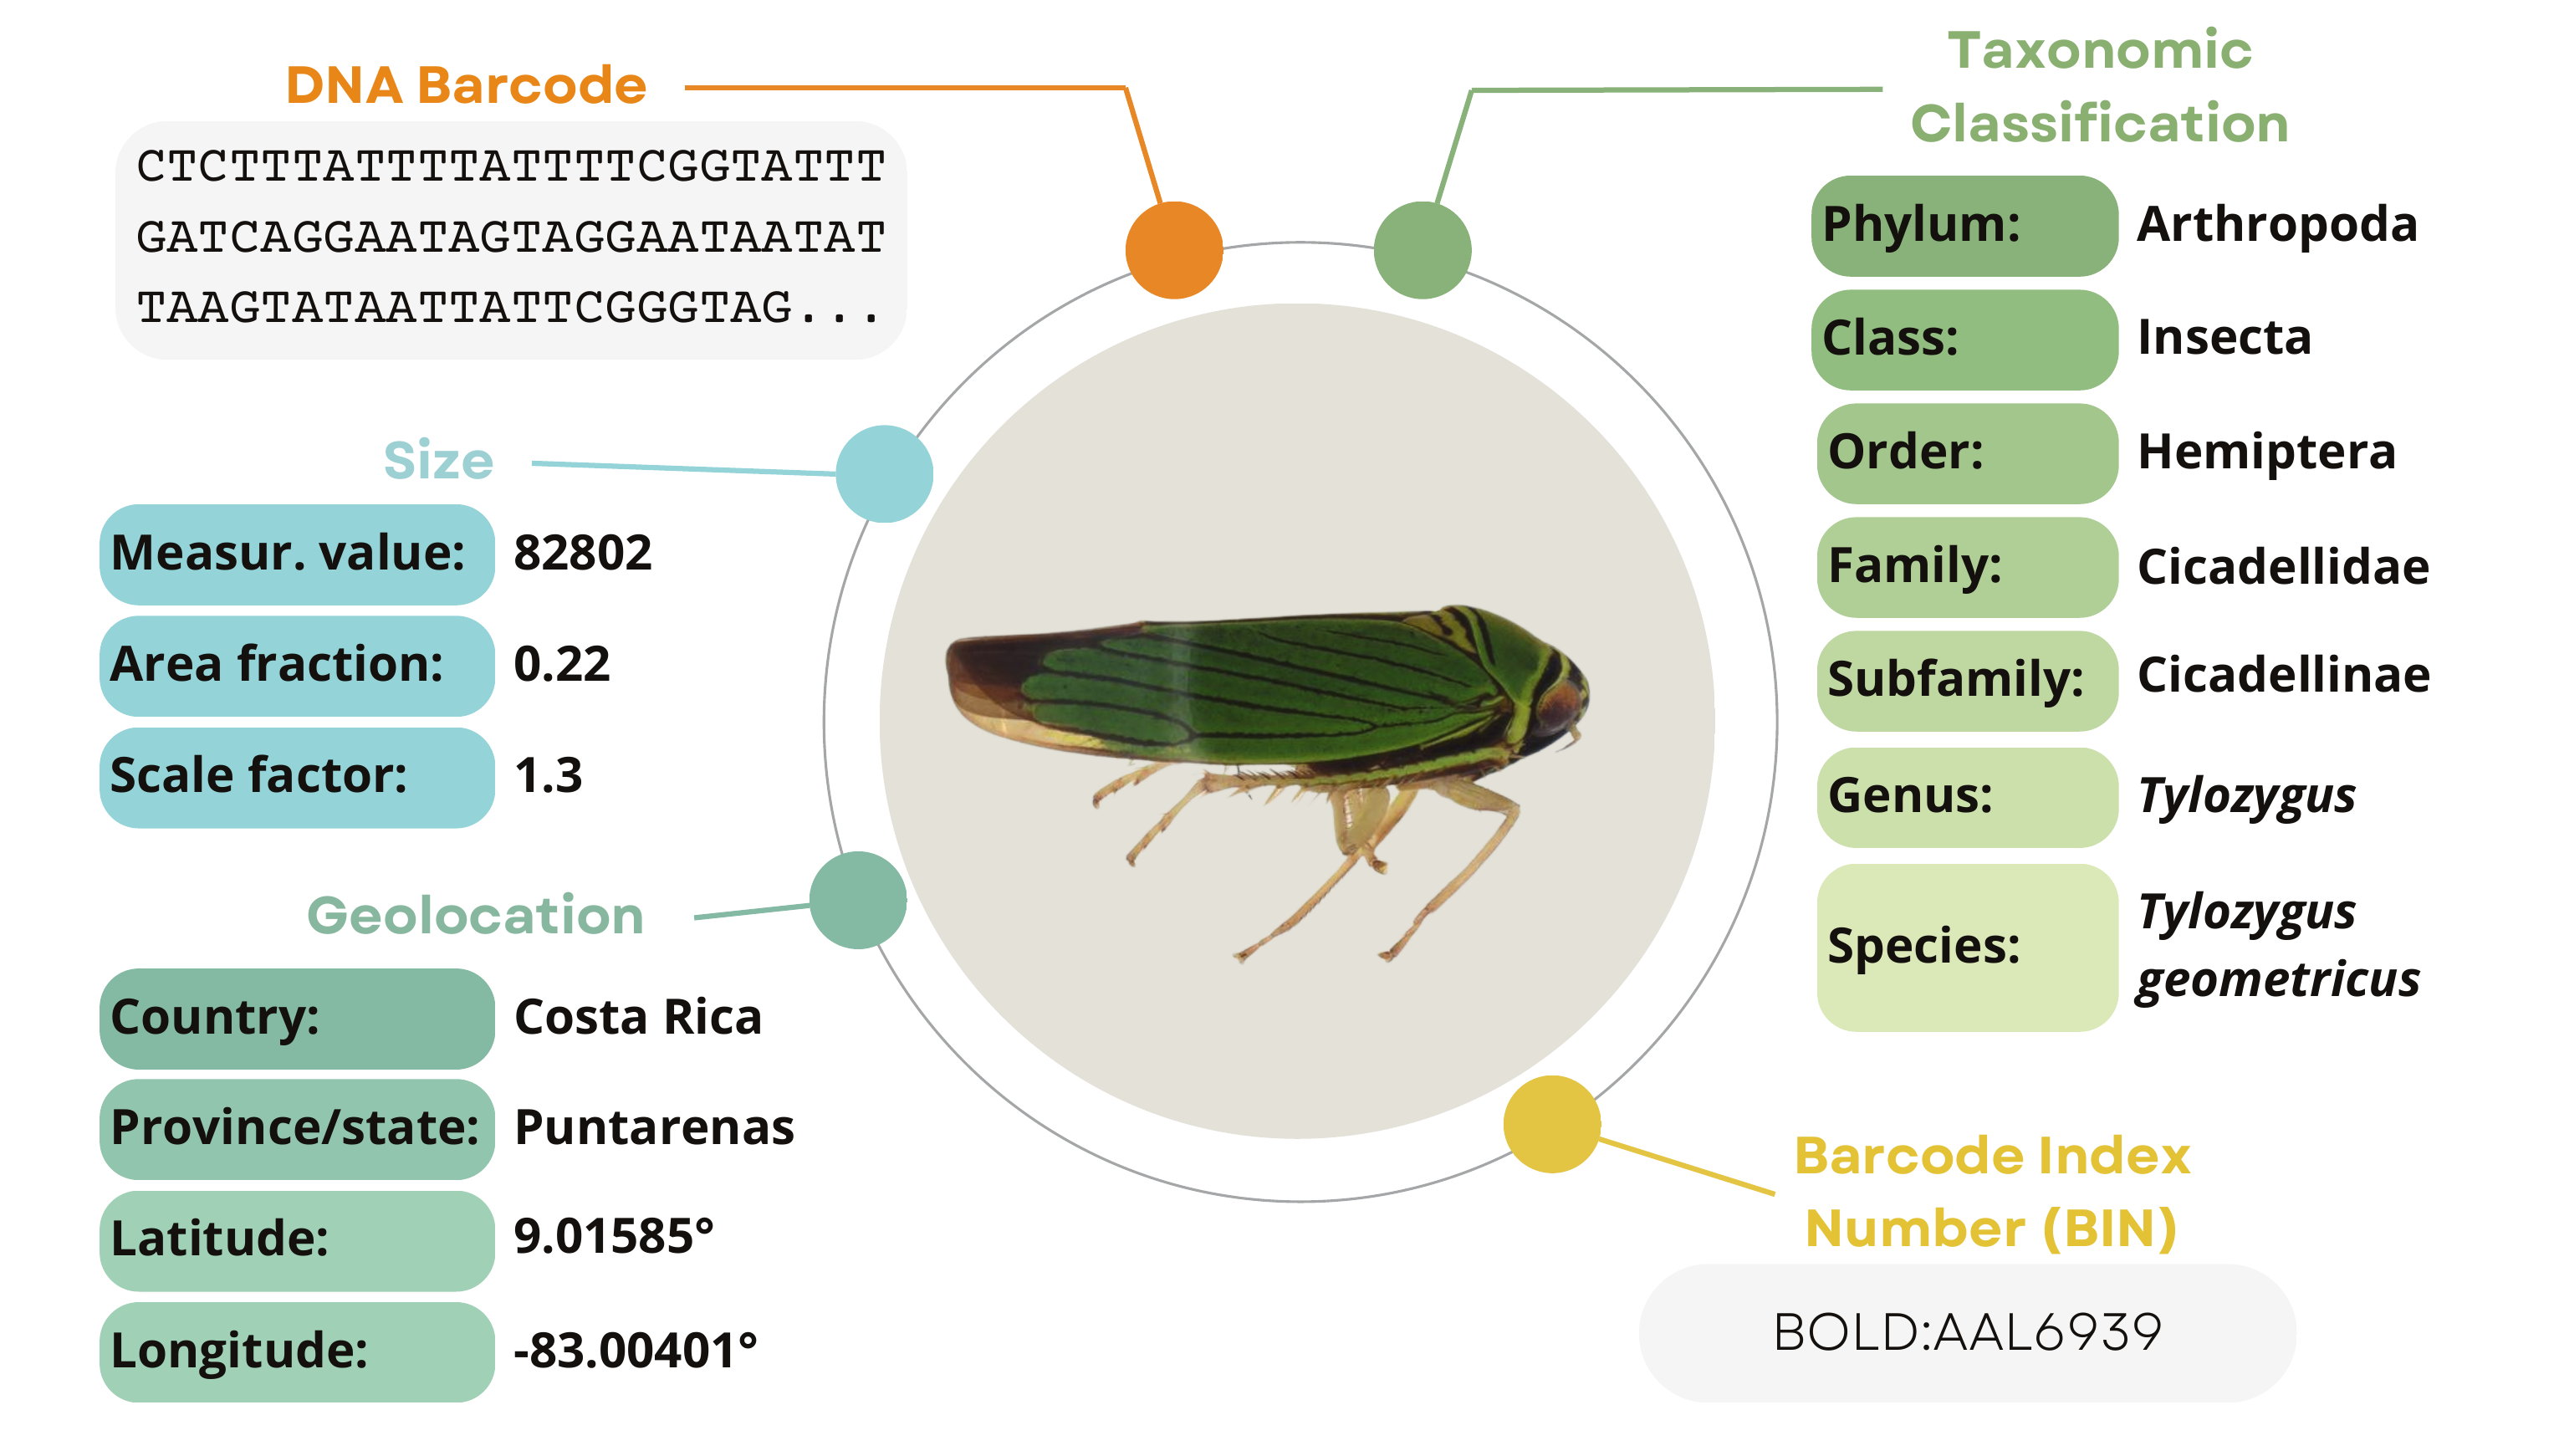 DNA Barcode
CTCTTTATTTTATTTTCGGTATTT
GATCAGGAATAGTAGGAATAATAT
TAAGTATAATTATTCGGGTAG...
Size
Measur. value: 82802
Area fraction: 0.22
Scale factor: 1.3
Geolocation
Country: Costa Rica
Province/state: Puntarenas
Latitude: 9.01585°
Longitude: -83.00401°
Taxonomic
Classification
Phylum: Arthropoda
Class: Insecta
Order: Hemiptera
Family: Cicadellidae
Subfamily: Cicadellinae
Genus: Tylozygus
Species: Tylozygus
geometricus
Barcode Index
Number (BIN)
BOLD:AAL6939